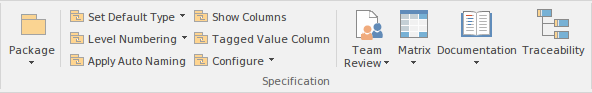 Package
Set Default Type
Level Numbering
Apply Auto Naming
Show Columns
Tagged Value Column
Configure
Team
Review
Matrix
Documentation
Traceability
Specification